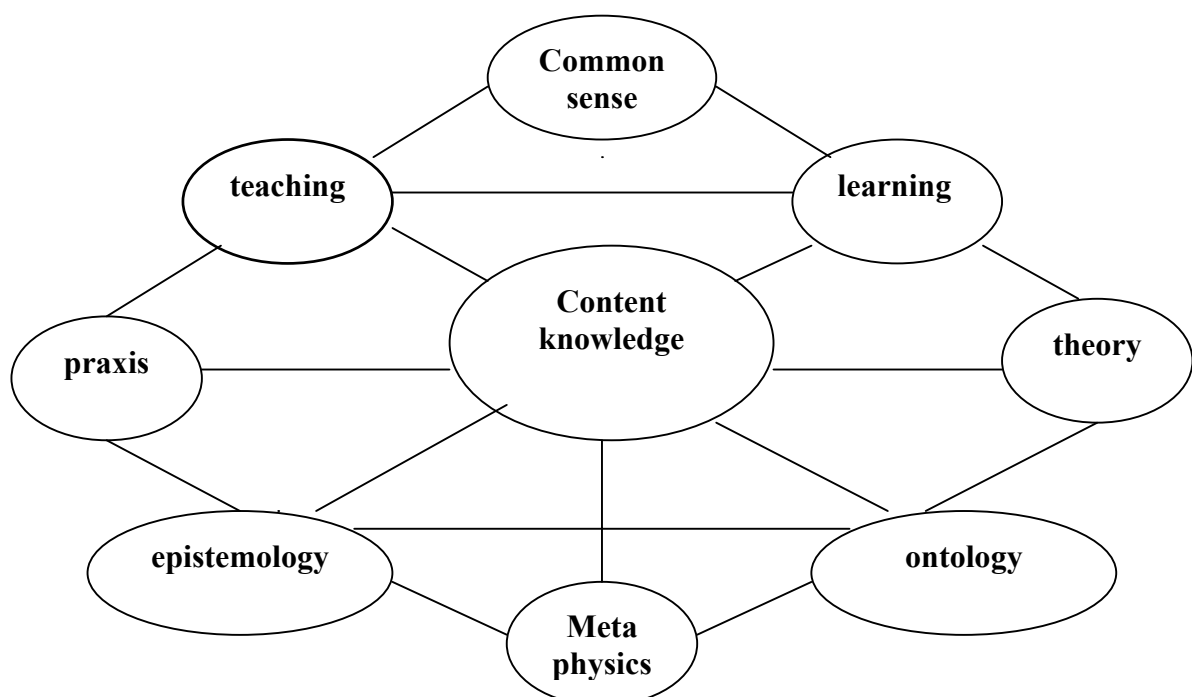 Common
sense
teaching
learning
Content
knowledge
praxis
theory
epistemology
ontology
Meta
physics